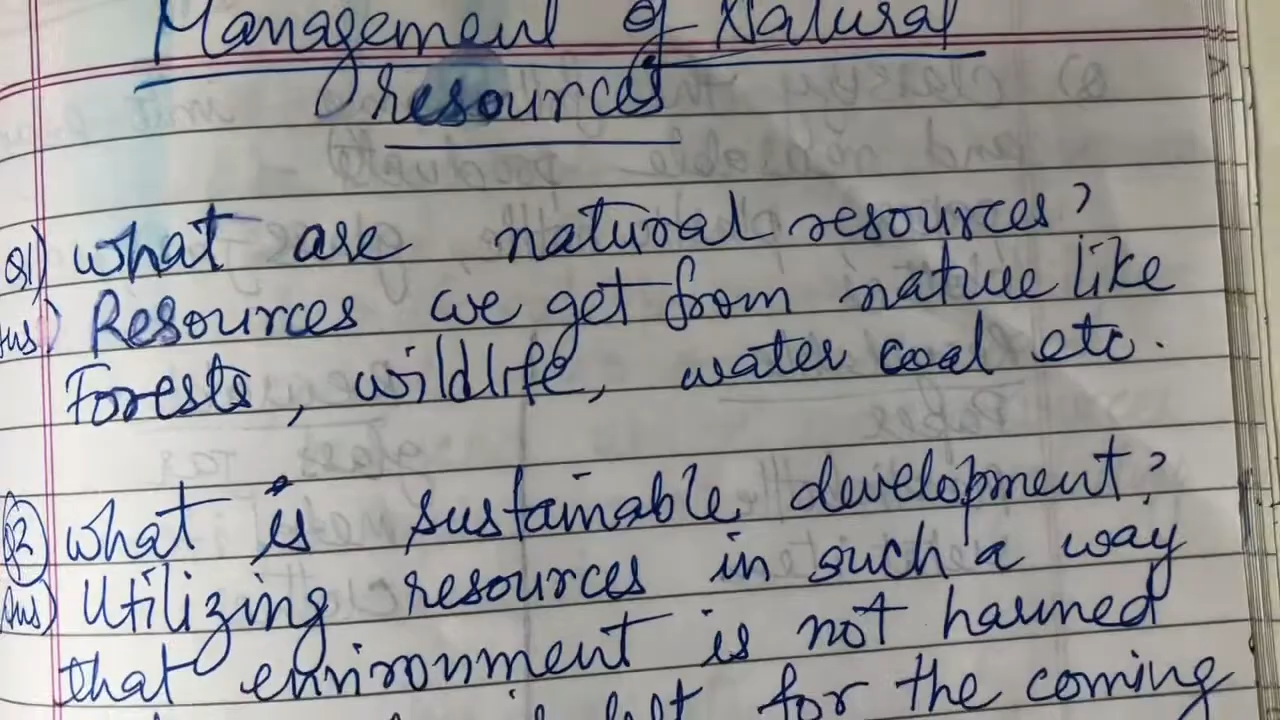 Management of Natural
resources
Q1) What are natural resources?
Ans) Resources we get from nature like
Forests, wildlife, water coal etc.
Q2 What is sustainable development?
Ans) Utilizing resources in such a way
that environment is not harmed
is left for the coming